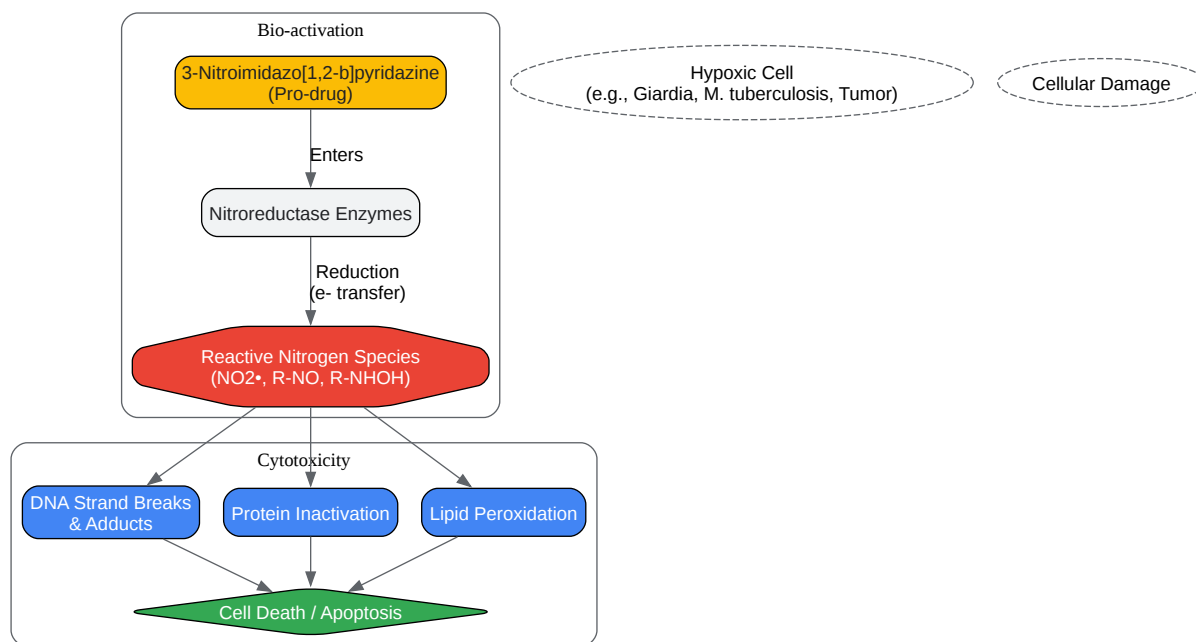 Bio-activation
3-Nitroimidazo[1,2-b]pyridazine
(Pro-drug)
Enters
Nitroreductase Enzymes
Reduction
(e- transfer)
Reactive Nitrogen Species
(NO2•, R-NO, R-NHOH)
Hypoxic Cell
(e.g., Giardia, M. tuberculosis, Tumor)
Cellular Damage
Cytotoxicity
DNA Strand Breaks
& Adducts
Protein Inactivation
Lipid Peroxidation
Cell Death / Apoptosis